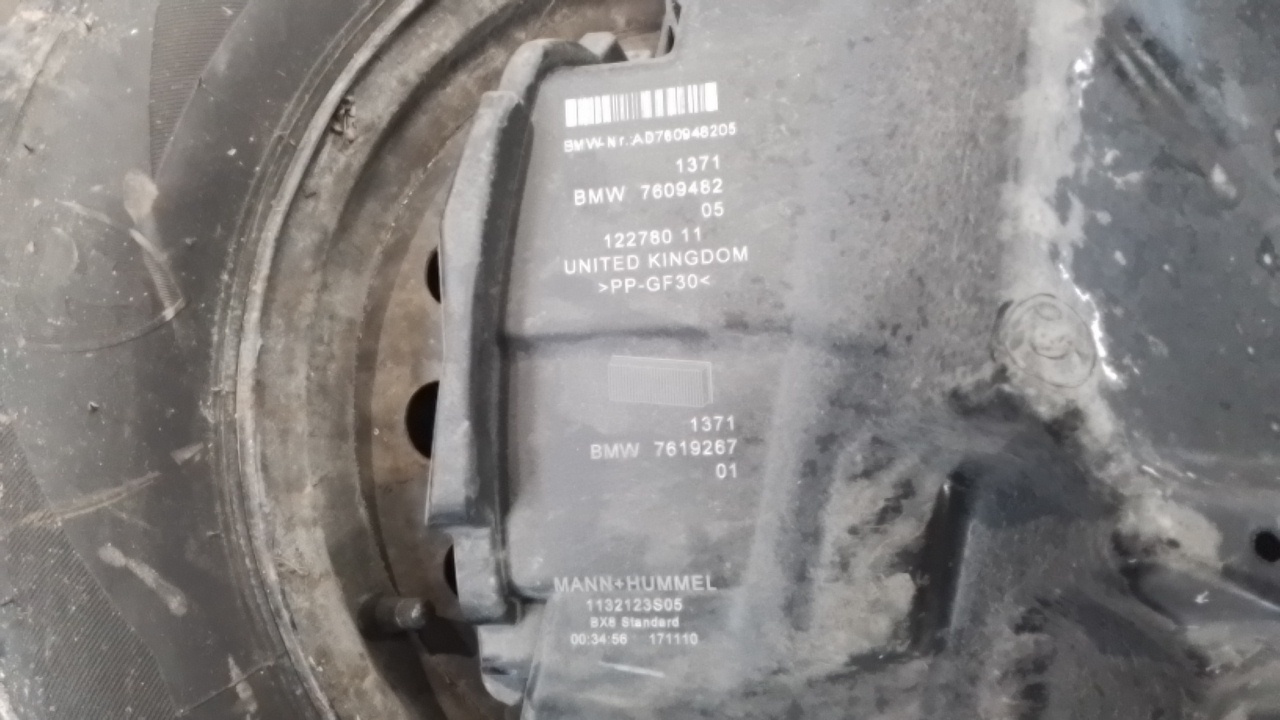 BMW-Nr.:AD760948205
1371
BMW 7609482
05
122780 11
UNITED KINGDOM
>PP-GF30<
1371
BMW 7619267
01
MANN+HUMMEL
1132123S05
BX8 Standard
00:34:56 171110